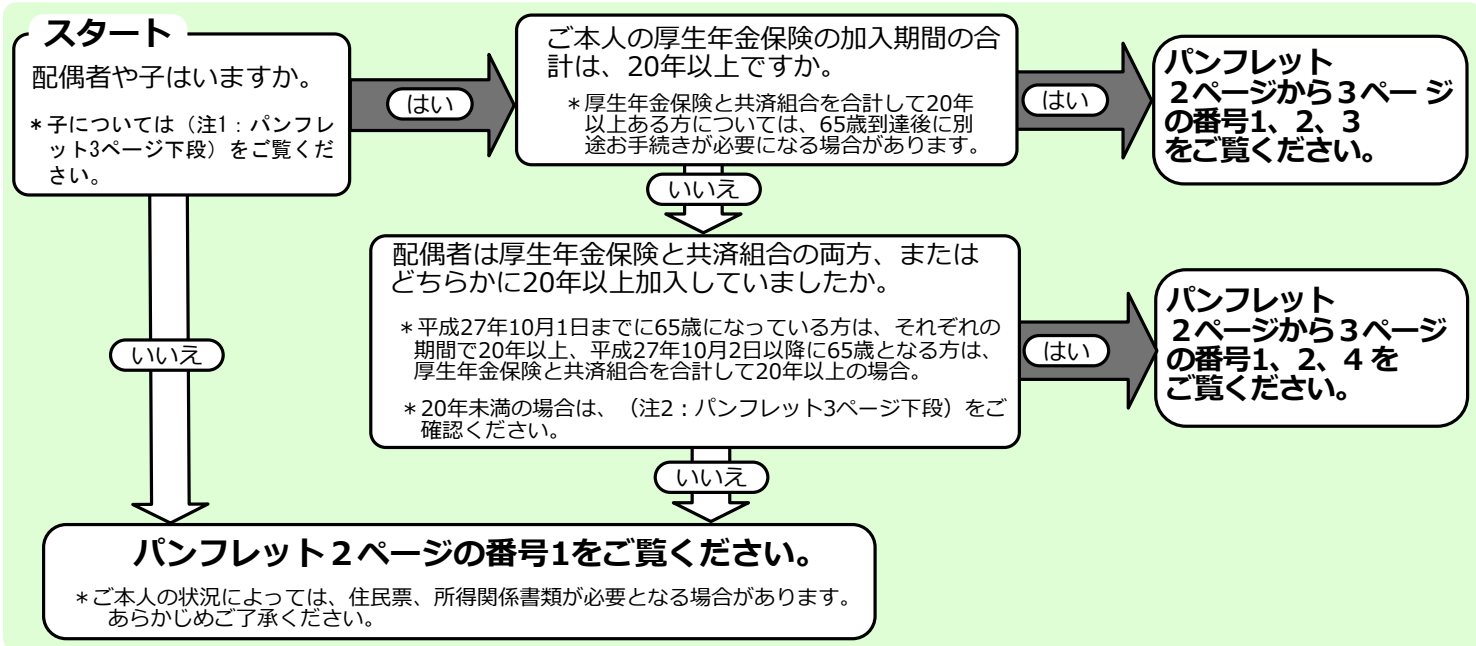 スタート
配偶者や子はいますか。
＊子については（注1：パンフレ
ット3ページ下段）をご覧くだ
さい。
はい
ご本人の厚生年金保険の加入期間の合
計は、20年以上ですか。
＊厚生年金保険と共済組合を合計して20年
以上ある方については、65歳到達後に別
途お手続きが必要になる場合があります。
はい
パンフレット
２ページから３ペー ジ
の番号1、2、3
をご覧ください。
いいえ
配偶者は厚生年金保険と共済組合の両方、または
どちらかに20年以上加入していましたか。
＊平成27年10月1日までに65歳になっている方は、それぞれの
期間で20年以上、平成27年10月2日以降に65歳となる方は、
厚生年金保険と共済組合を合計して20年以上の場合。
＊20年未満の場合は、（注2：パンフレット3ページ下段）をご
確認ください。
はい
パンフレット
２ページから３ページ
の番号1、2、4 を
ご覧ください。
いいえ
いいえ
パンフレット２ページの番号1をご覧ください。
＊ご本人の状況によっては、住民票、所得関係書類が必要となる場合があります。
あらかじめご了承ください。